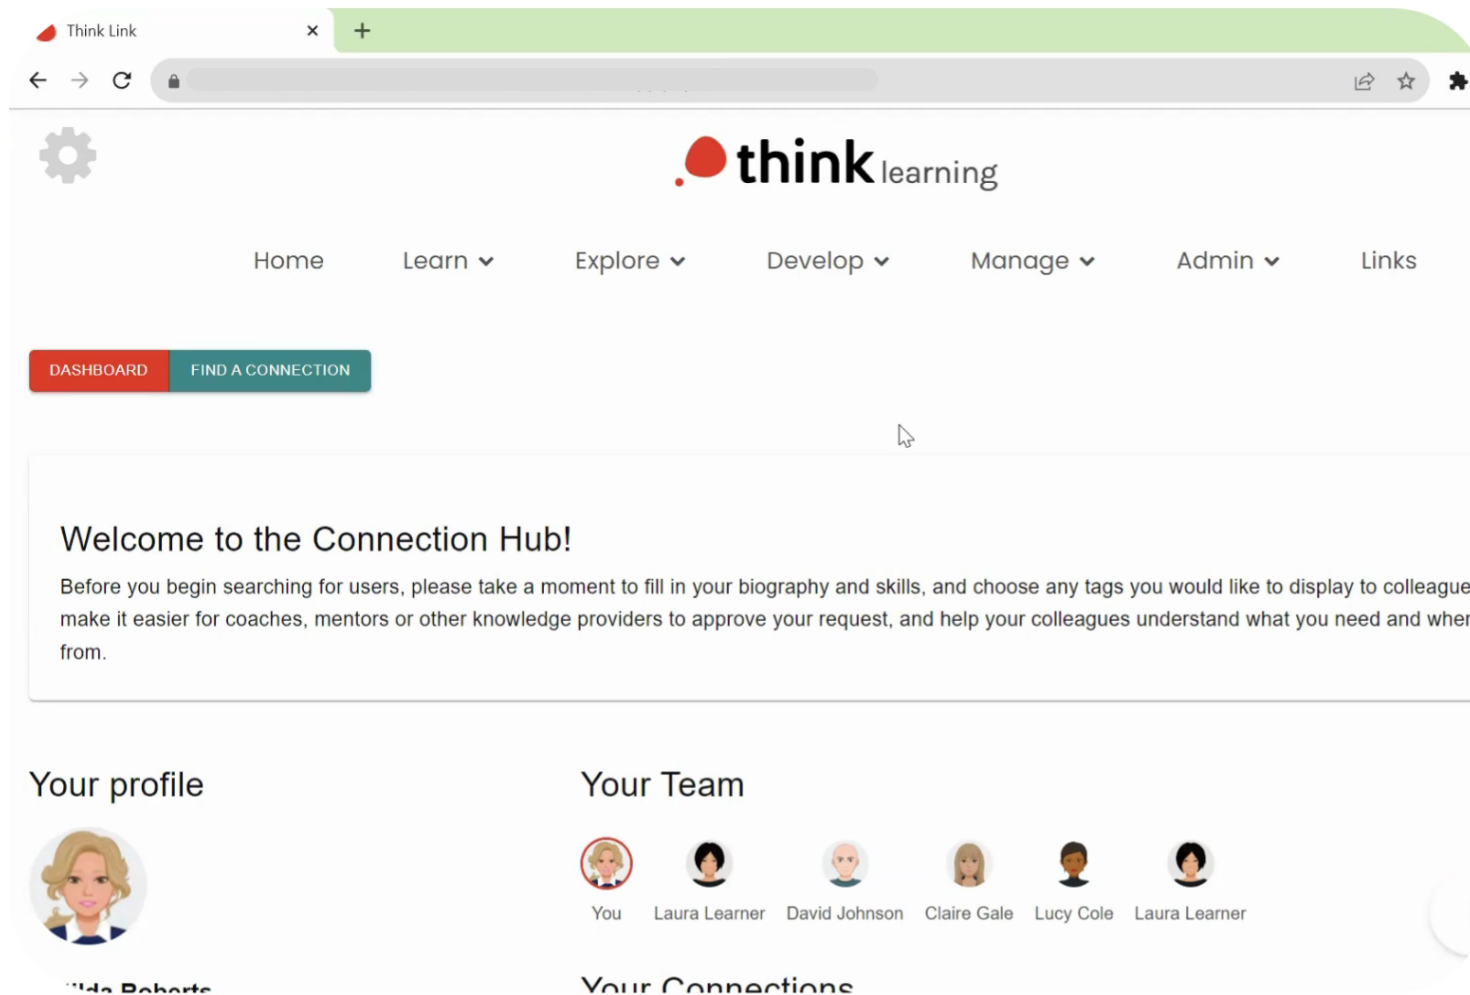 Think Link
think learning
Home Learn Explore Develop Manage Admin Links
DASHBOARD FIND A CONNECTION
Welcome to the Connection Hub!
Before you begin searching for users, please take a moment to fill in your biography and skills, and choose any tags you would like to display to colleague
make it easier for coaches, mentors or other knowledge providers to approve your request, and help your colleagues understand what you need and wher
from.
Your profile
Your Team
You Laura Learner David Johnson Claire Gale Lucy Cole Laura Learner
Roberts
Your Connections